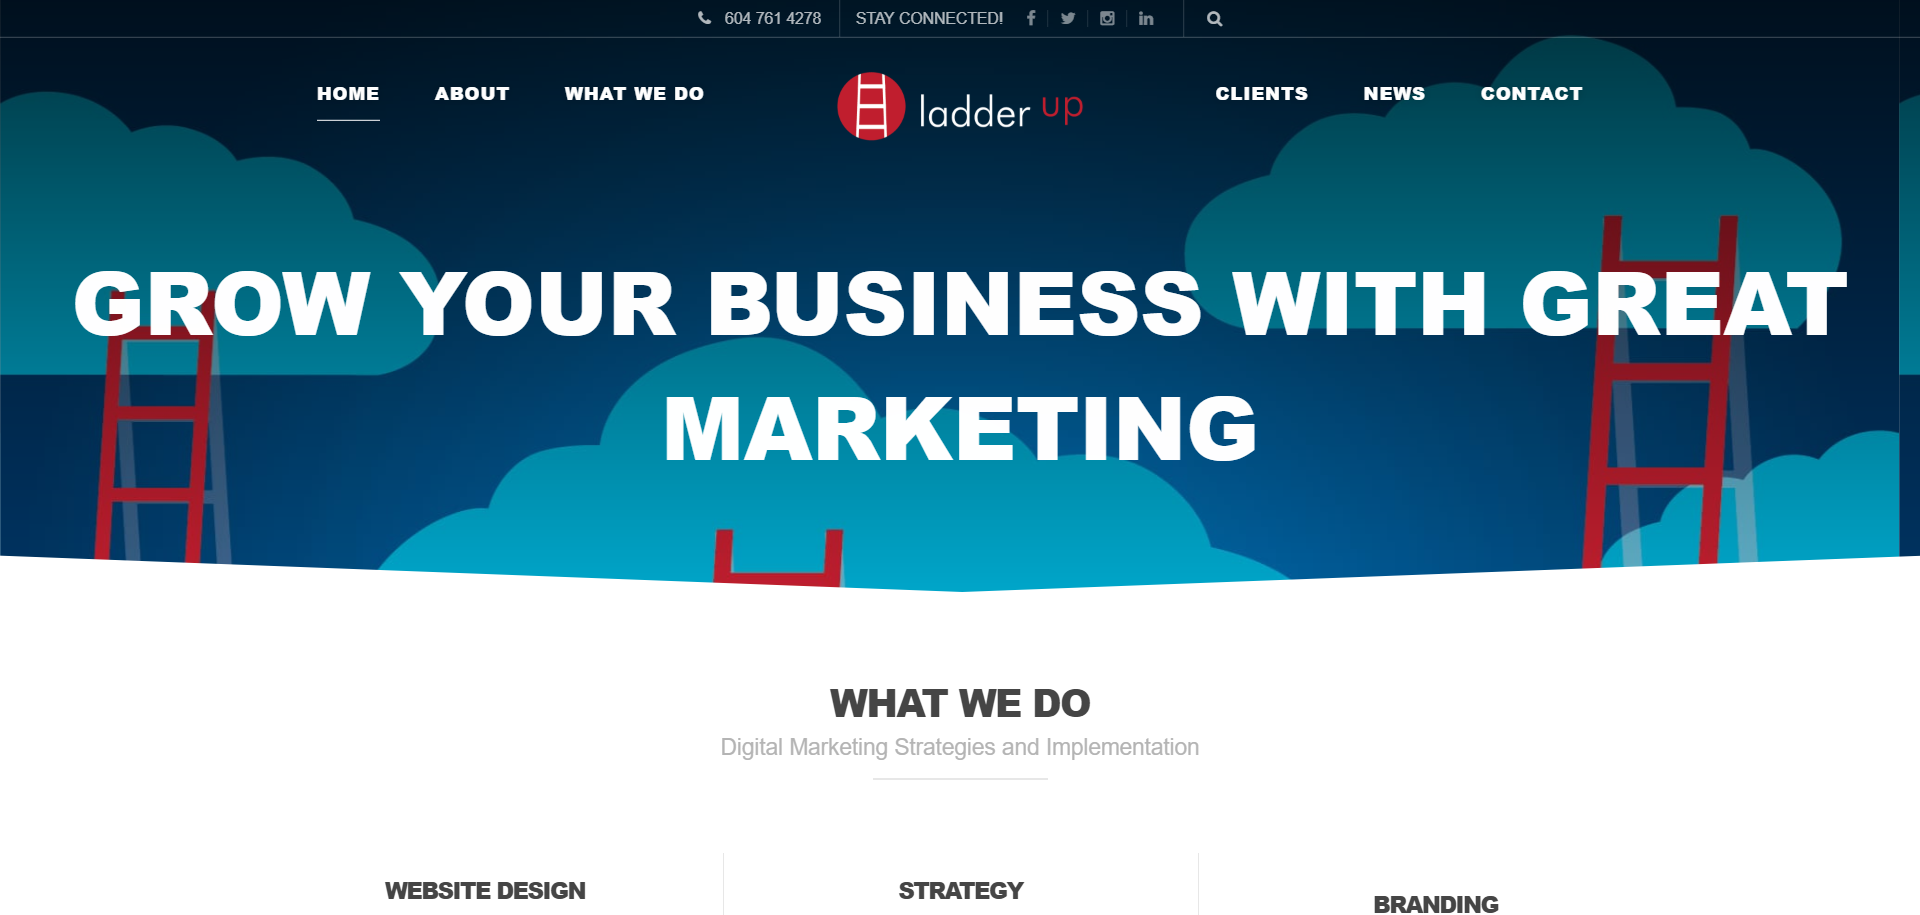 604 761 4278
STAY CONNECTED!
HOME
ABOUT
WHAT WE DO
ladder up
CLIENTS
NEWS
CONTACT
GROW YOUR BUSINESS WITH GREAT
MARKETING
WHAT WE DO
Digital Marketing Strategies and Implementation
WEBSITE DESIGN
STRATEGY
BRANDING